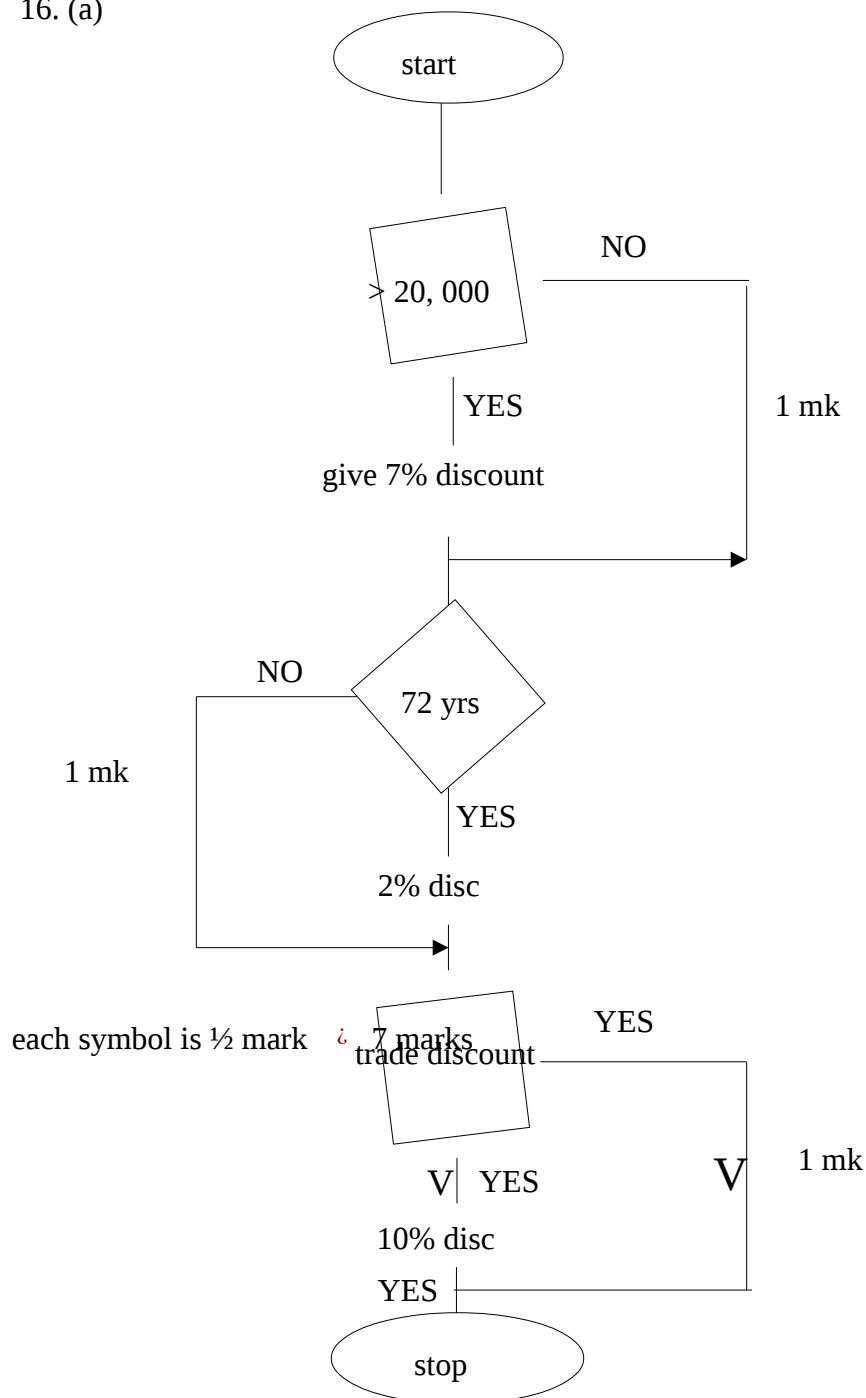 16. (a)
start
NO
> 20, 000
YES
1 mk
give 7% discount
NO
72 yrs
1 mk
YES
2% disc
YES
each symbol is ½ mark ¿ 7 marks
trade discount
1 mk
V YES
V
10% disc
YES
stop